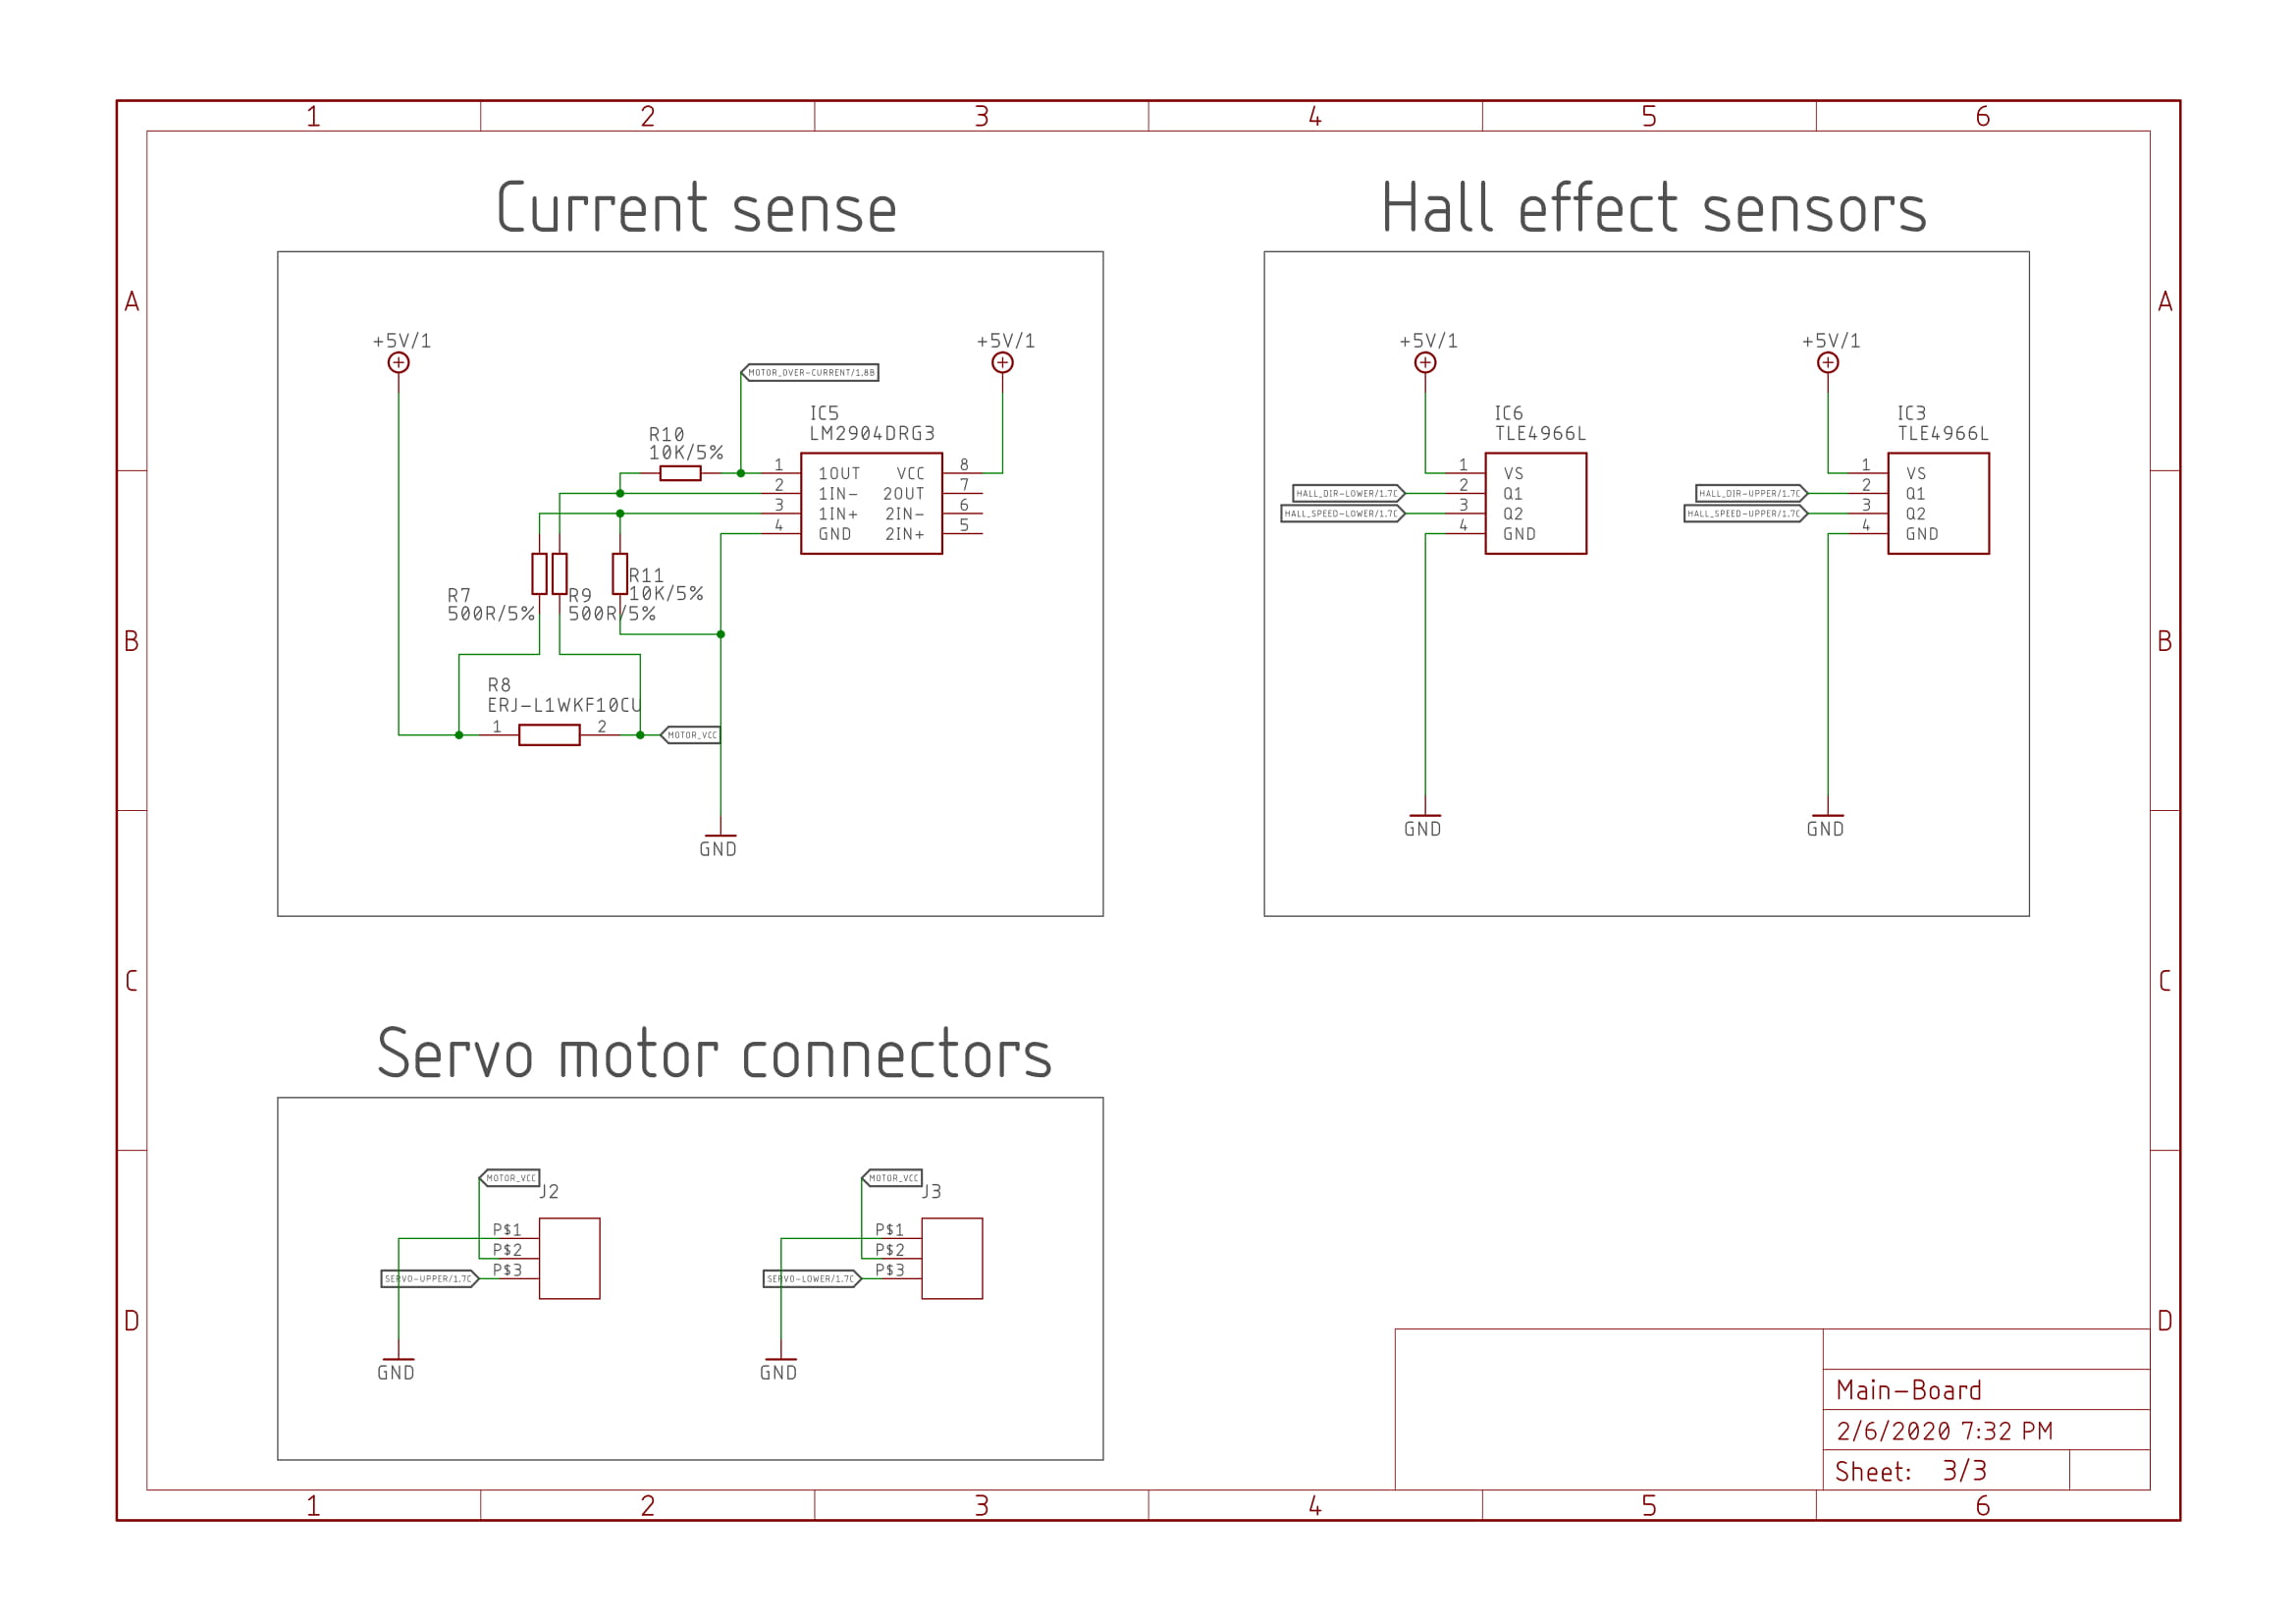 1 2 3 4 5 6
Current sense
Hall effect sensors
A A
+5V/1
+5V/1
MOTOR_OVER-CURRENT/1.8B
IC5
LM2904DRG3
R10
10K/5%
1 1OUT VCC 8
2 1IN- 2OUT 7
3 1IN+ 2IN- 6
4 GND 2IN+ 5
R7
500R/5%
R9
500R/5%
R11
10K/5%
R8
ERJ-L1WKF10CU
1 2
MOTOR_VCC
GND
+5V/1
IC6
TLE4966L
1 VS
HALL_DIR-LOWER/1.7C 2 Q1
HALL_SPEED-LOWER/1.7C 3 Q2
4 GND
GND
+5V/1
IC3
TLE4966L
1 VS
HALL_DIR-UPPER/1.7C 2 Q1
HALL_SPEED-UPPER/1.7C 3 Q2
4 GND
GND
B B
C C
Servo motor connectors
MOTOR_VCC
J2
P$1
P$2
SERVO-UPPER/1.7C P$3
GND
MOTOR_VCC
J3
P$1
P$2
SERVO-LOWER/1.7C P$3
GND
D D
Main-Board
2/6/2020 7:32 PM
Sheet: 3/3
1 2 3 4 5 6